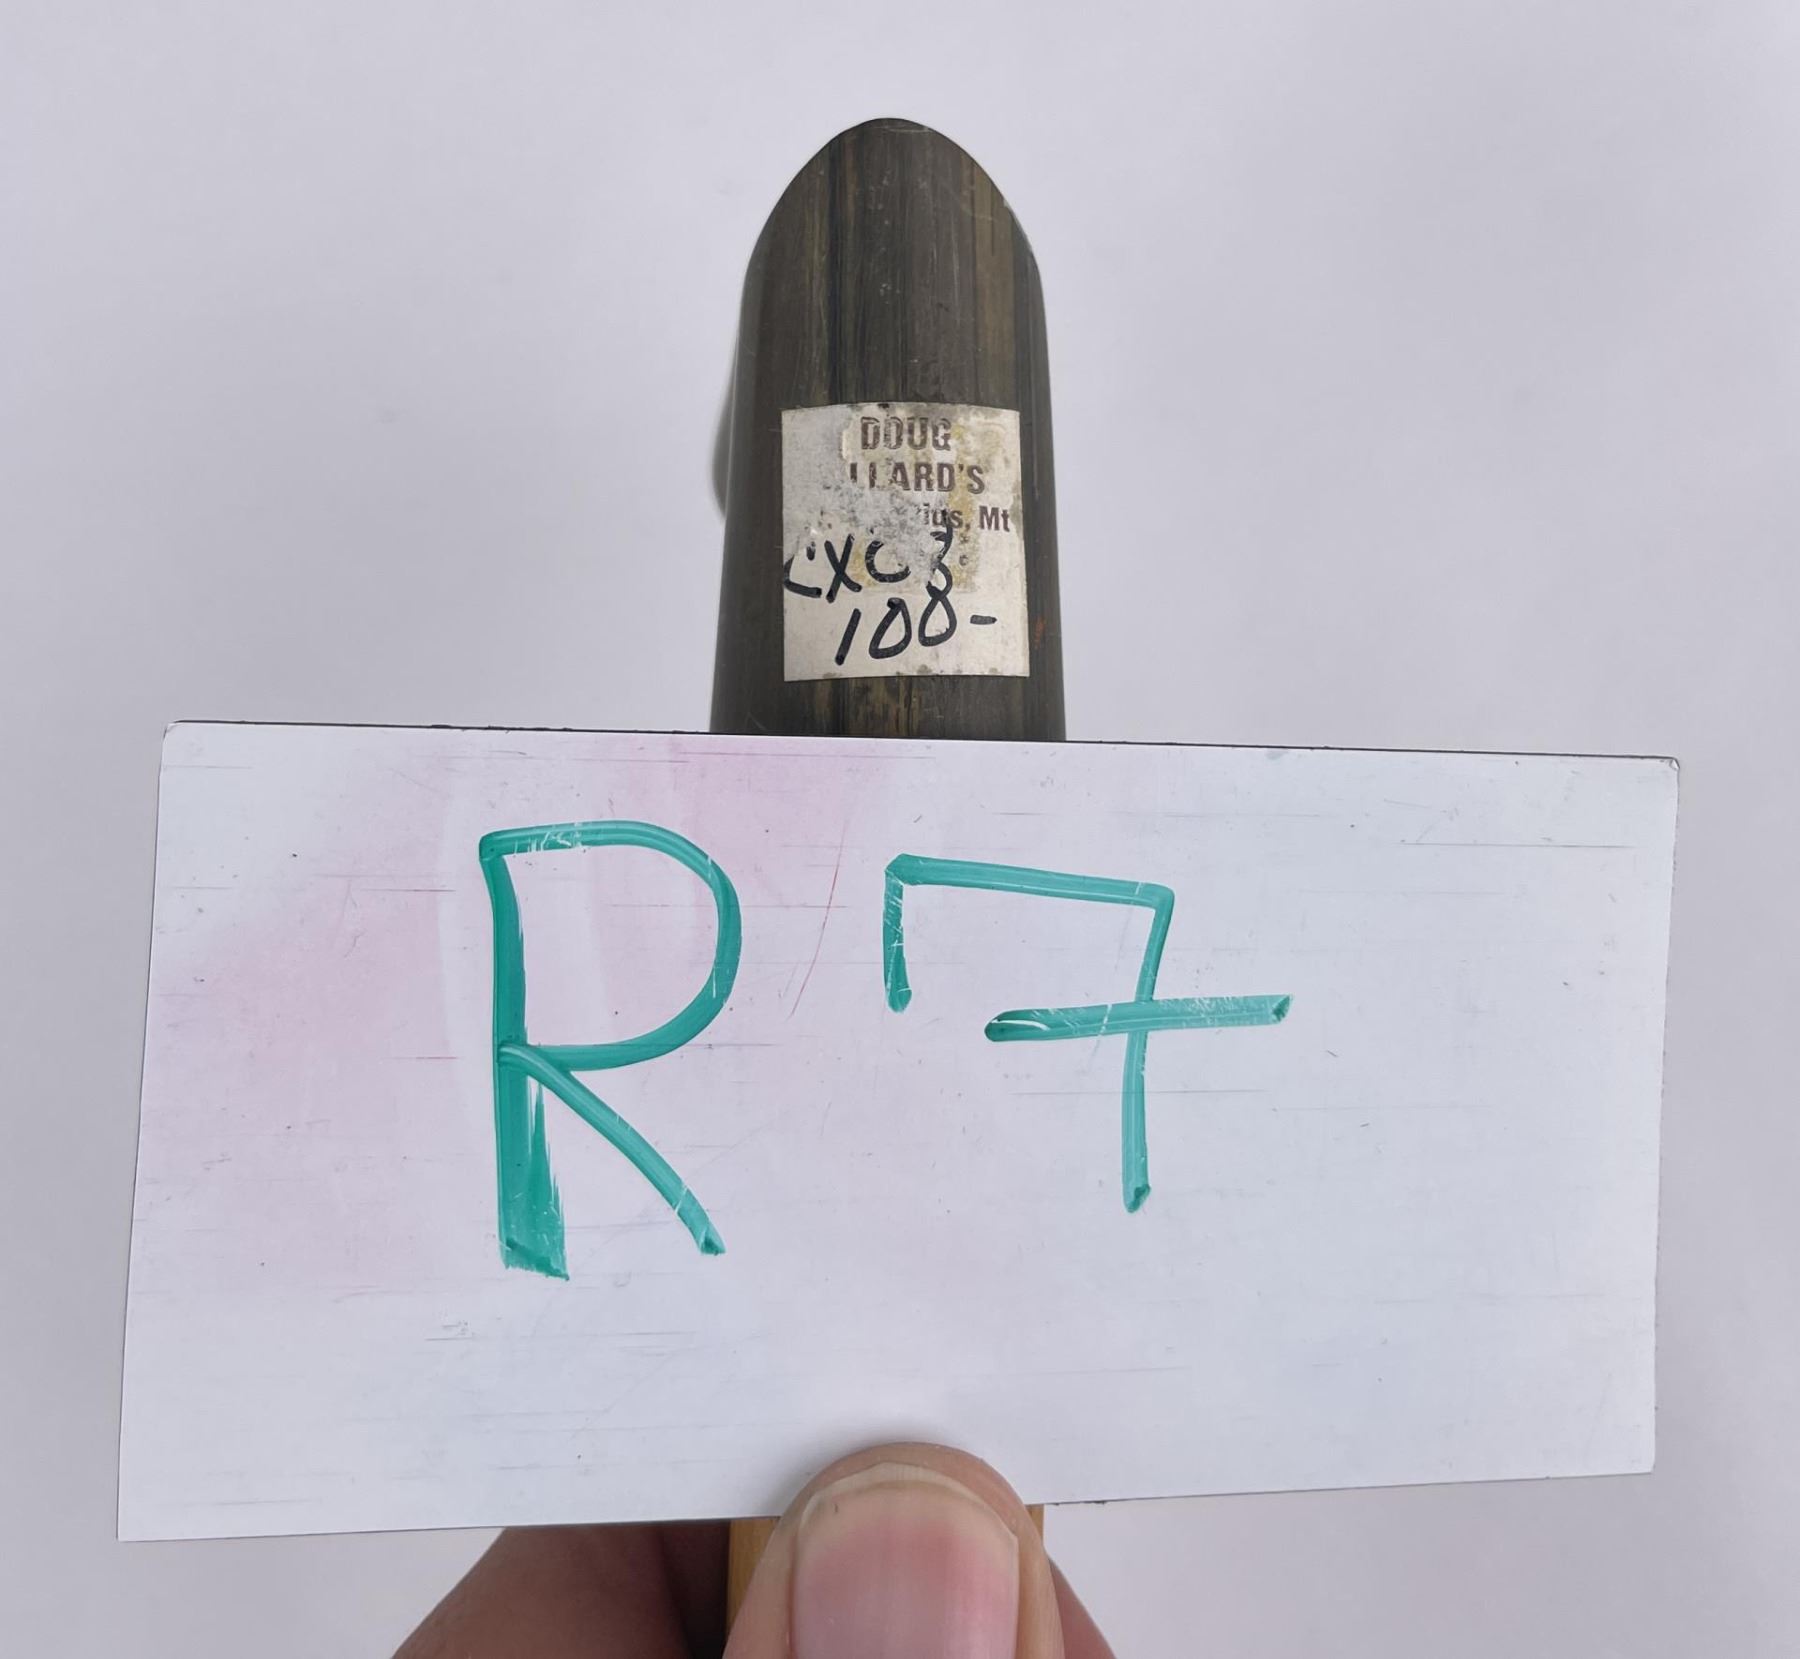 DOUG
LLARD'S
Mt
100-
R7